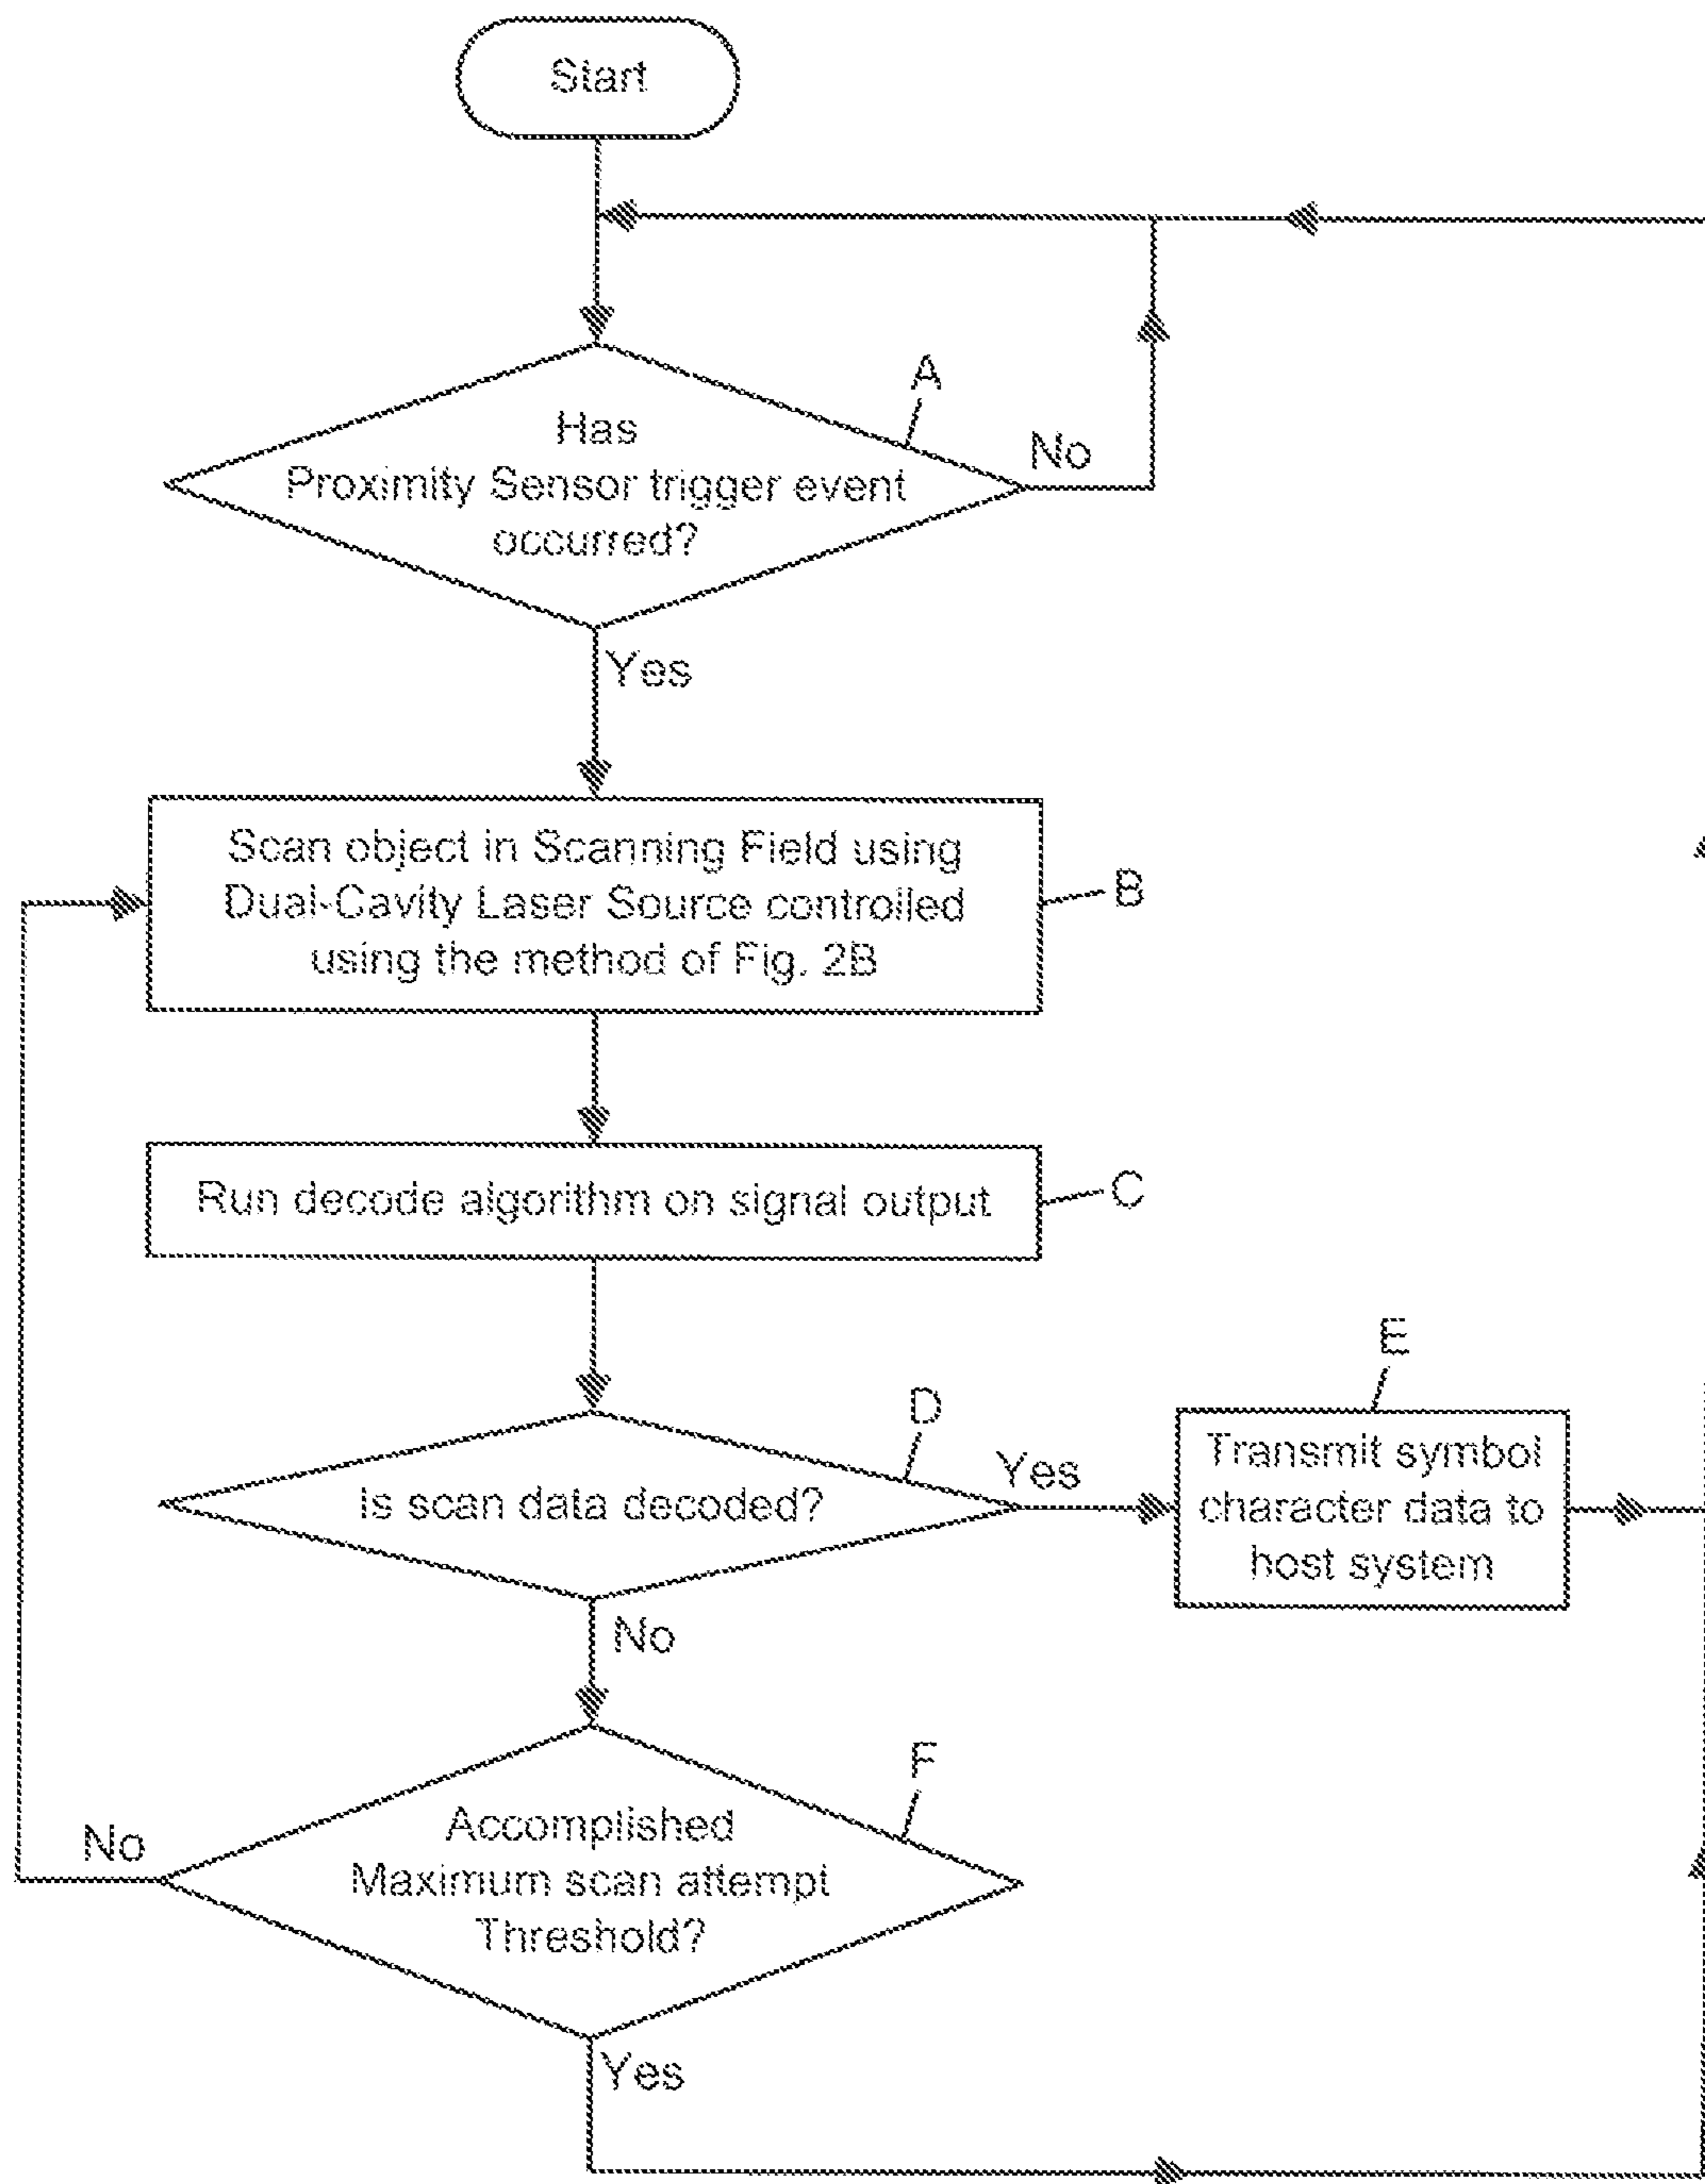 Start
A
Has
Proximity Sensor trigger event
occurred?
No
Yes
Scan object in Scanning Field using
Dual-Cavity Laser Source controlled
using the method of Fig. 2B
B
Run decode algorithm on signal output
C
D
Is scan data decoded?
Yes
E
Transmit symbol
character data to
host system
No
F
Accomplished
Maximum scan attempt
Threshold?
No
Yes